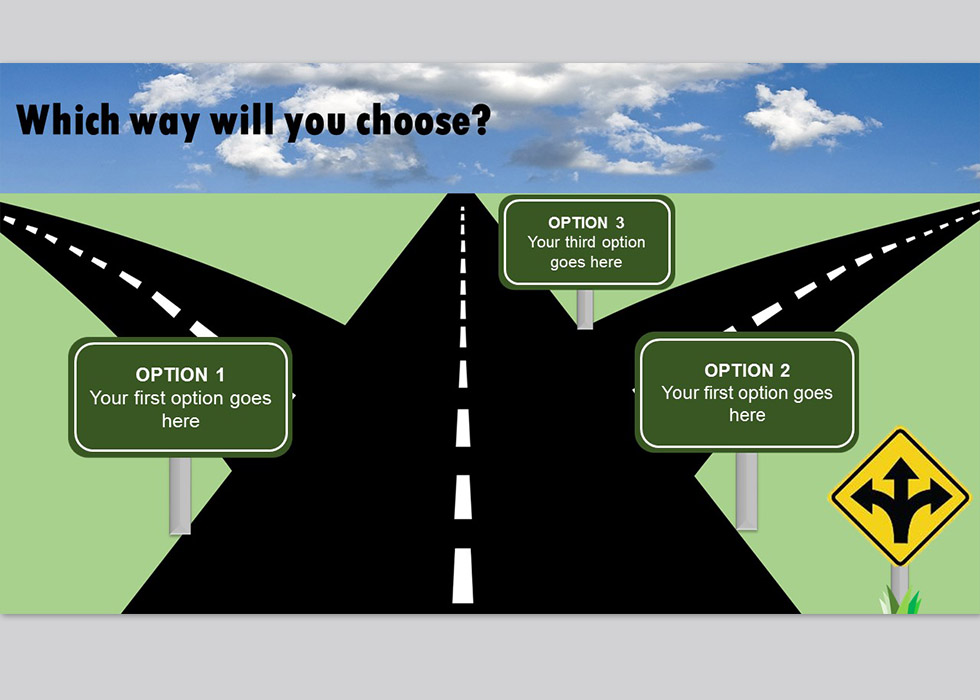 Which way will you choose?
OPTION 3
Your third option
goes here
OPTION 1
Your first option goes
here
OPTION 2
Your first option goes
here